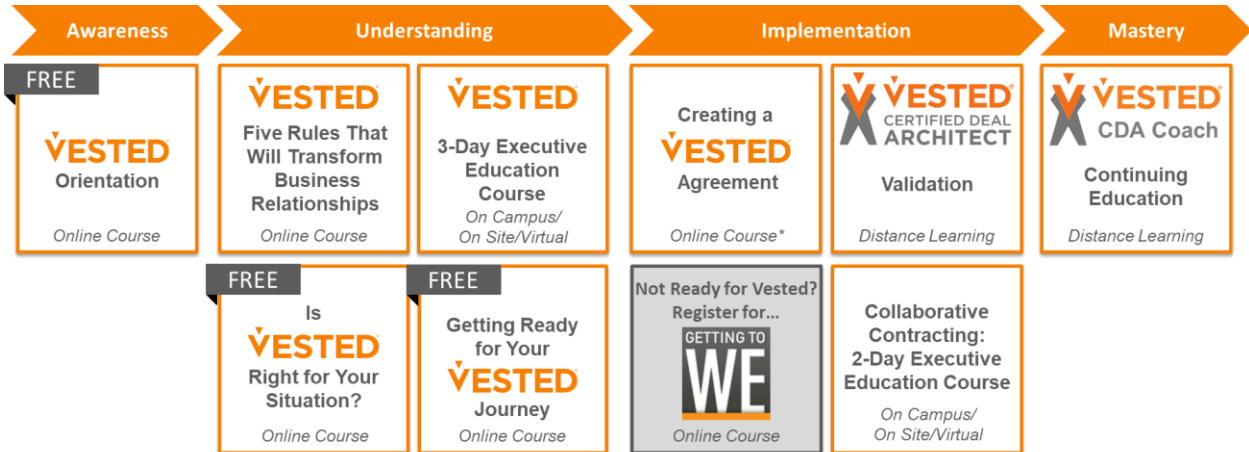 Awareness
Understanding
Implementation
Mastery
FREE
VESTED®
Orientation
Online Course
VESTED®
Five Rules That
Will Transform
Business
Relationships
Online Course
VESTED®
3-Day Executive
Education
Course
On Campus/
On Site/Virtual
Creating a
VESTED®
Agreement
Online Course*
VESTED®
CERTIFIED DEAL
ARCHITECT
Validation
Distance Learning
VESTED®
CDA Coach
Continuing
Education
Distance Learning
FREE
Is
VESTED®
Right for Your
Situation?
Online Course
FREE
Getting Ready
for Your
VESTED®
Journey
Online Course
Not Ready for Vested?
Register for...
GETTING TO
WE
Online Course
Collaborative
Contracting:
2-Day Executive
Education Course
On Campus/
On Site/Virtual